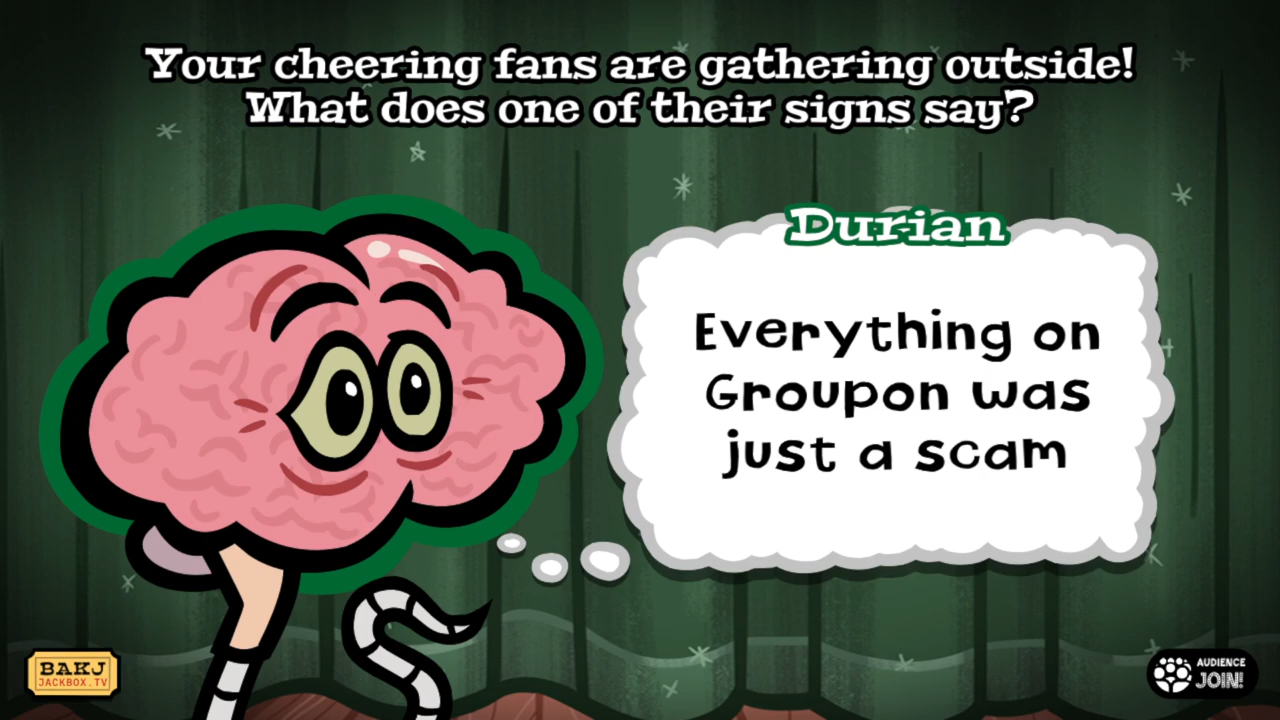 Your cheering fans are gathering outside!
What does one of their signs say?
Durian
Everything on
Groupon was
just a scam
BAKJ
JACKBOX.TV
AUDIENCE
JOIN!